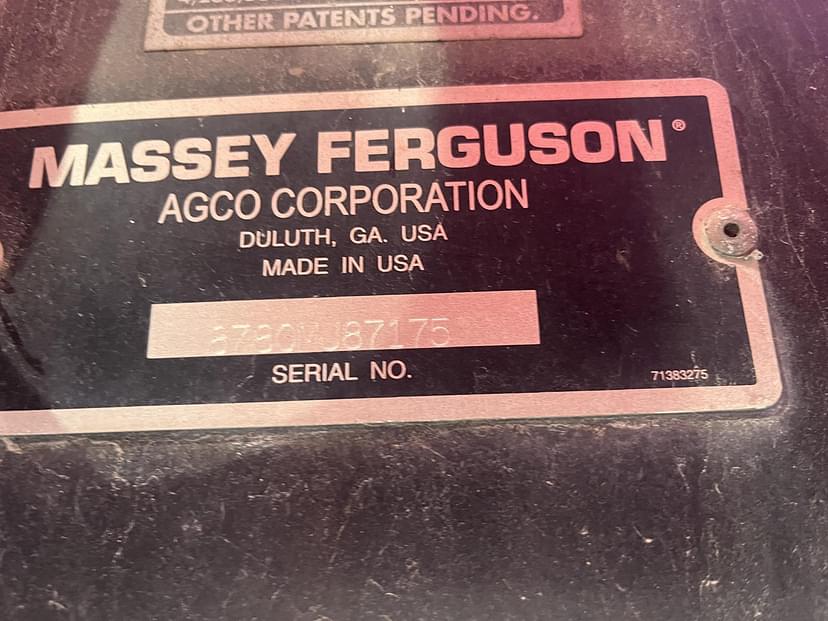 OTHER PATENTS PENDING.
MASSEY FERGUSON®
AGCO CORPORATION
DULUTH, GA. USA
MADE IN USA
SERIAL NO.
71383275